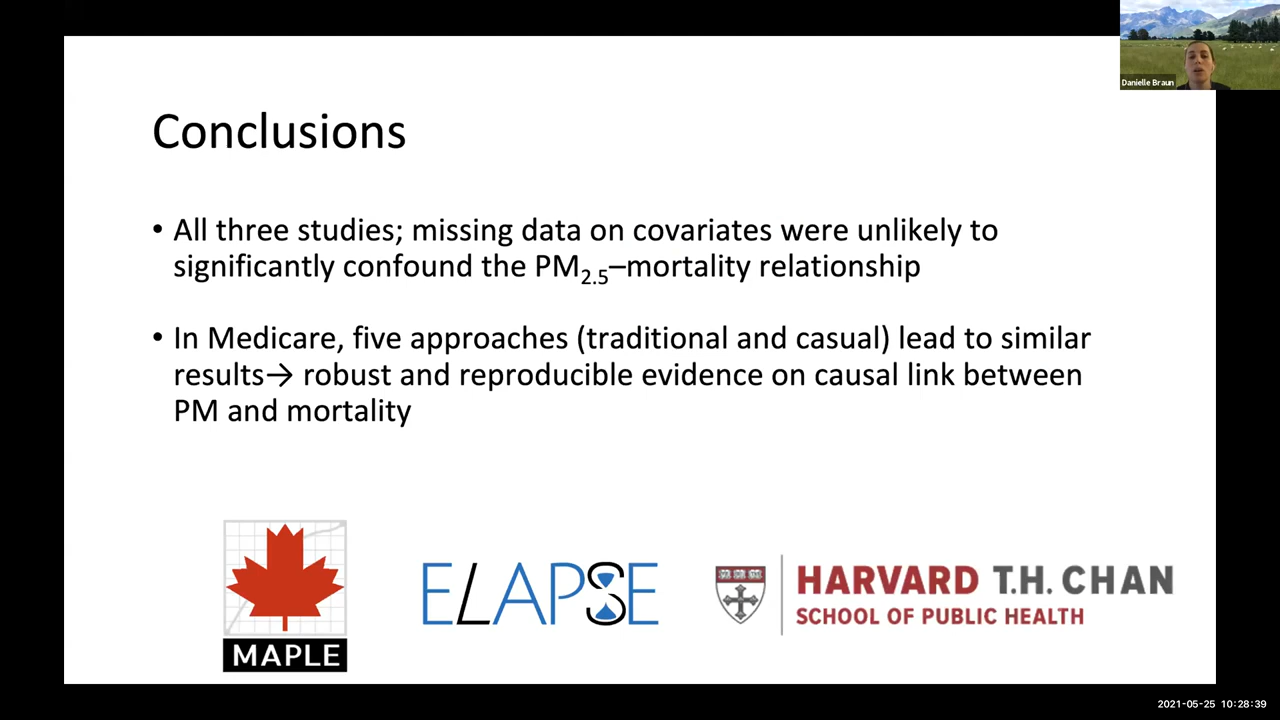 Danielle Braun
Conclusions
• All three studies; missing data on covariates were unlikely to
significantly confound the PM2.5–mortality relationship
• In Medicare, five approaches (traditional and casual) lead to similar
results→ robust and reproducible evidence on causal link between
PM and mortality
MAPLE
ELAPSE
HARVARD T.H. CHAN
SCHOOL OF PUBLIC HEALTH
2021-05-25 10:28:39